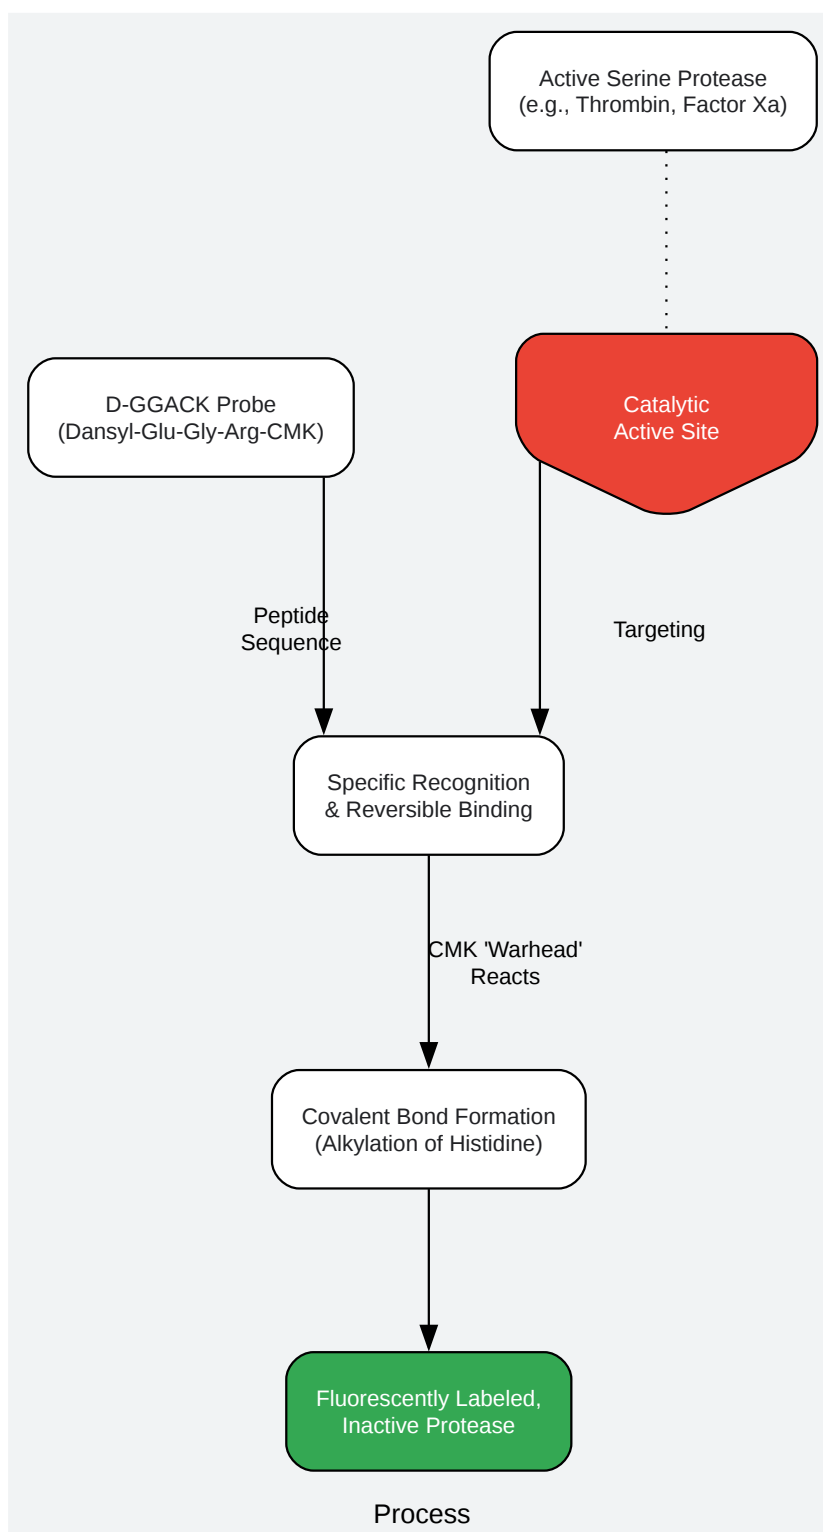 Active Serine Protease
(e.g., Thrombin, Factor Xa)
D-GGACK Probe
(Dansyl-Glu-Gly-Arg-CMK)
Catalytic
Active Site
Peptide
Sequence
Targeting
Specific Recognition
& Reversible Binding
CMK 'Warhead'
Reacts
Covalent Bond Formation
(Alkylation of Histidine)
Fluorescently Labeled,
Inactive Protease
Process